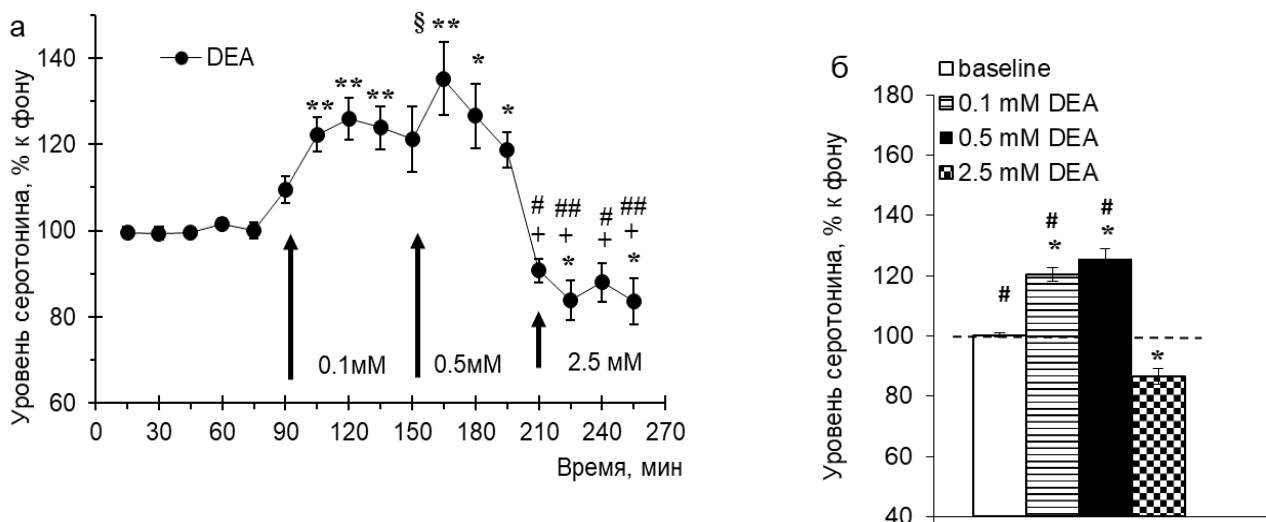 а
Уровень серотонина, % к фону
DEA
140
120
100
80
60
§ ** * *
** ** **
# ## # ##
+ + + +
* *
0.1мМ 0.5мМ 2.5 мМ
0 30 60 90 120 150 180 210 240 270
Время, мин
б
Уровень серотонина, % к фону
baseline
0.1 mM DEA
0.5 mM DEA
2.5 mM DEA
180
160
140
120
100
80
60
40
# # #
* * *